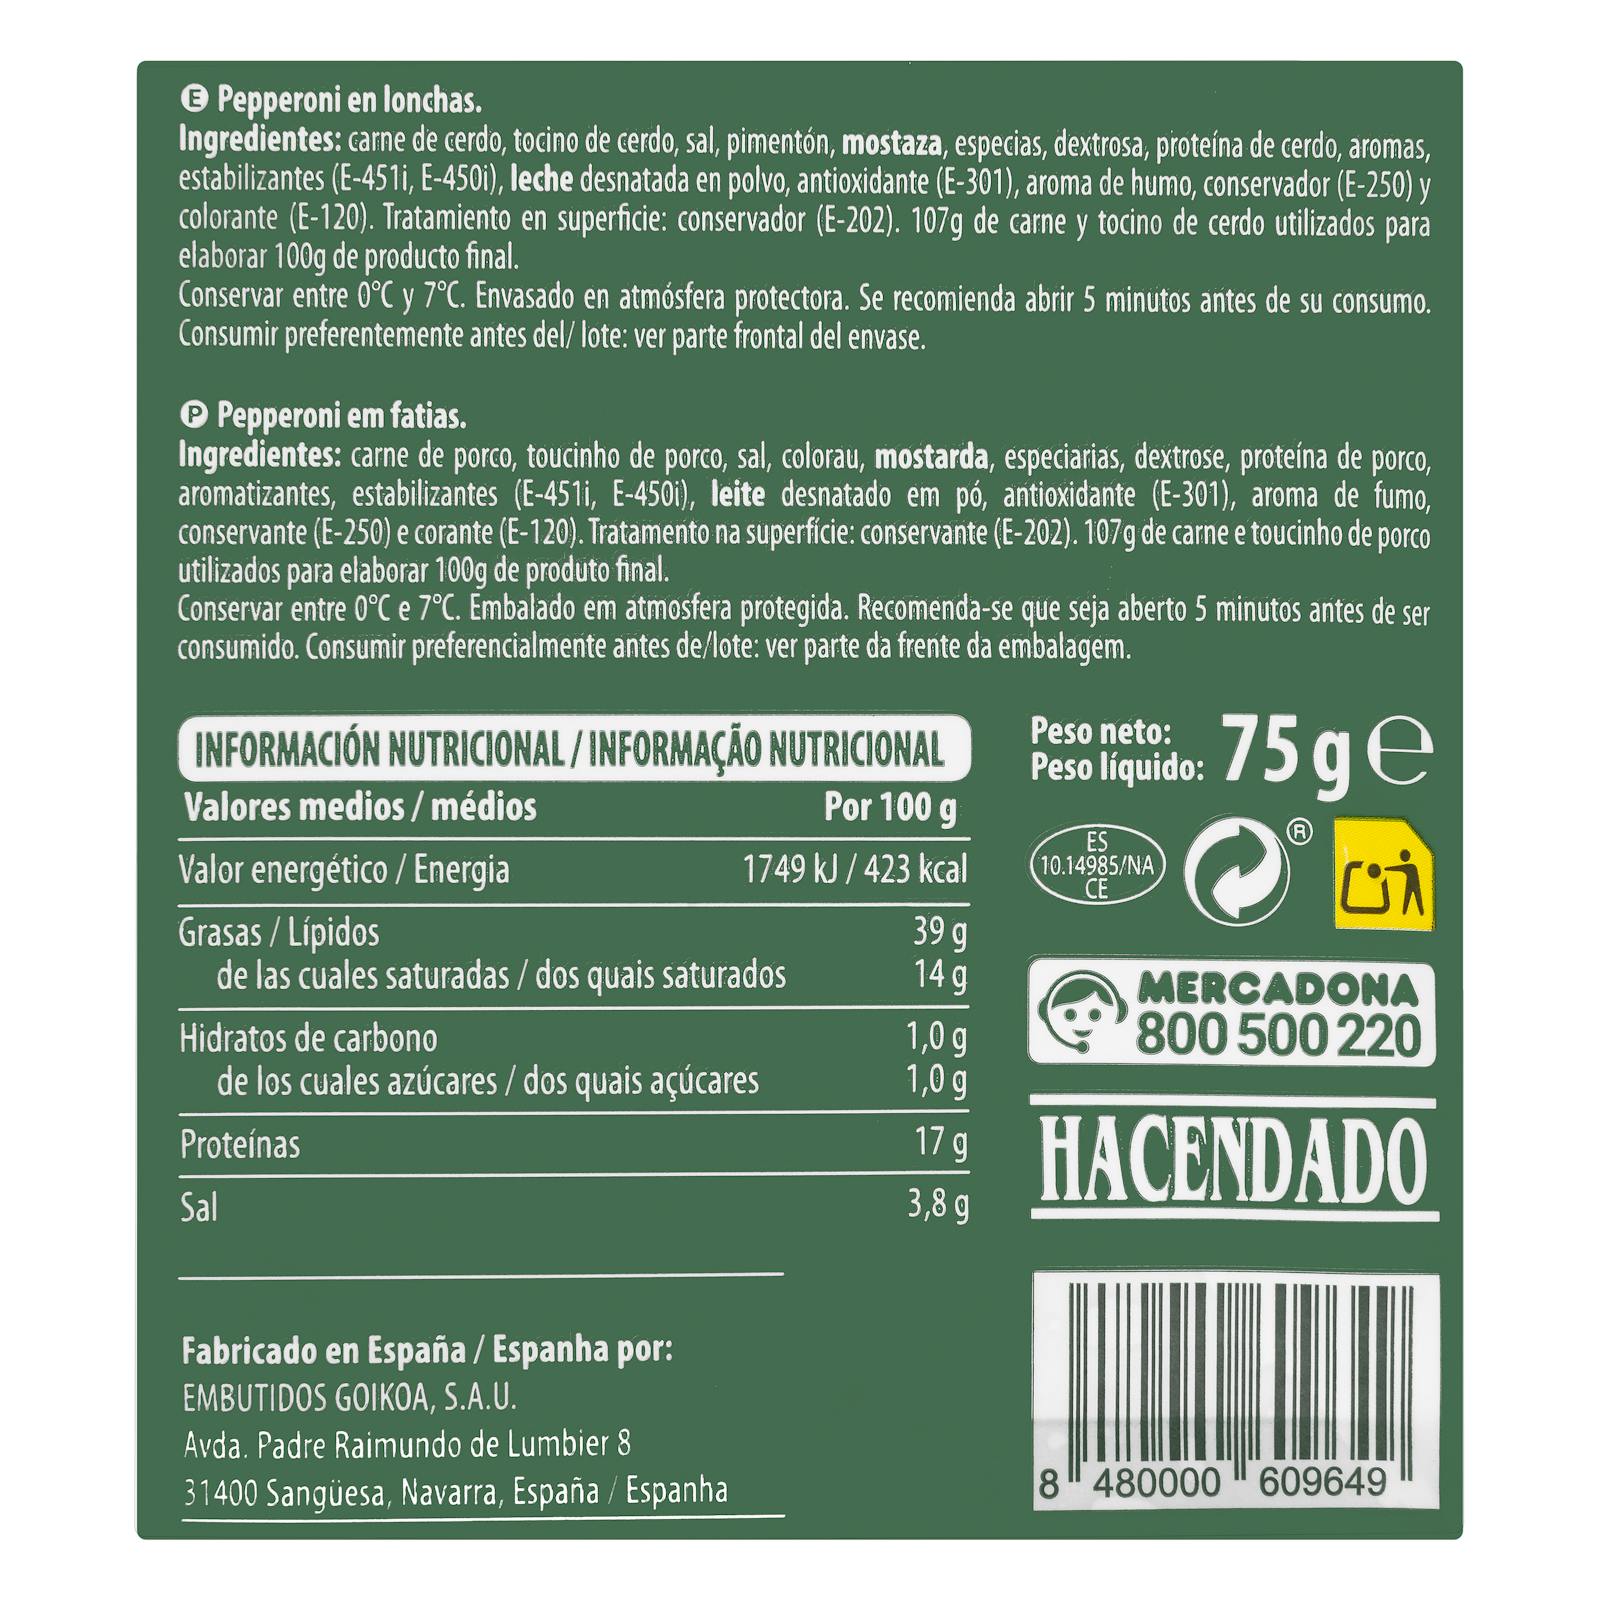 E Pepperoni en lonchas.
Ingredientes: carne de cerdo, tocino de cerdo, sal, pimentón, mostaza, especias, dextrosa, proteína de cerdo, aromas,
estabilizantes (E-451i, E-450i), leche desnatada en polvo, antioxidante (E-301), aroma de humo, conservador (E-250) y
colorante (E-120). Tratamiento en superficie: conservador (E-202). 107g de carne y tocino de cerdo utilizados para
elaborar 100g de producto final.
Conservar entre 0°C y 7°C. Envasado en atmósfera protectora. Se recomienda abrir 5 minutos antes de su consumo.
Consumir preferentemente antes del/ lote: ver parte frontal del envase.
P Pepperoni em fatias.
Ingredientes: carne de porco, toucinho de porco, sal, colorau, mostarda, especiarias, dextrose, proteína de porco,
aromatizantes, estabilizantes (E-451i, E-450i), leite desnatado em pó, antioxidante (E-301), aroma de fumo,
conservante (E-250) e corante (E-120). Tratamento na superfície: conservante (E-202). 107g de carne e toucinho de porco
utilizados para elaborar 100g de produto final.
Conservar entre 0°C e 7°C. Embalado em atmosfera protegida. Recomenda-se que seja aberto 5 minutos antes de ser
consumido. Consumir preferencialmente antes de/lote: ver parte da frente da embalagem.
INFORMACIÓN NUTRICIONAL / INFORMAÇÃO NUTRICIONAL
Valores medios / médios Por 100 g
Valor energético / Energia 1749 kJ / 423 kcal
Grasas / Lípidos 39 g
de las cuales saturadas / dos quais saturados 14 g
Hidratos de carbono 1,0 g
de los cuales azúcares / dos quais açúcares 1,0 g
Proteínas 17 g
Sal 3,8 g
Fabricado en España / Espanha por:
EMBUTIDOS GOIKOA, S.A.U.
Avda. Padre Raimundo de Lumbier 8
31400 Sangüesa, Navarra, España / Espanha
Peso neto:
Peso líquido: 75 g e
ES
10.14985/NA
CE
®
MERCADONA
800 500 220
HACENDADO
8 480000 609649